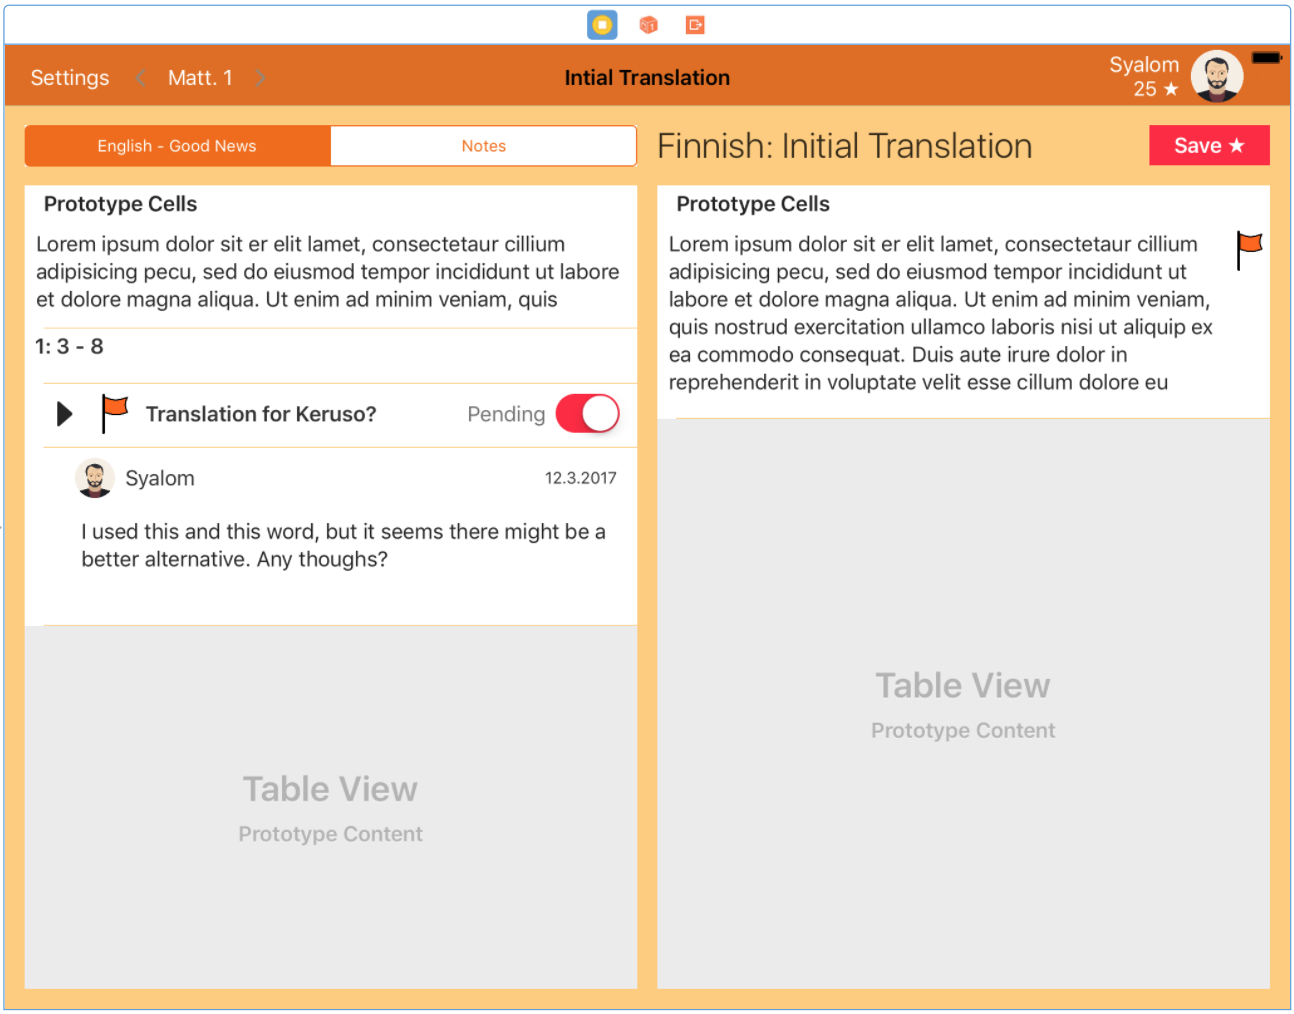 Settings
Matt. 1
Intial Translation
Syalom
25 ★
English - Good News
Notes
Finnish: Initial Translation
Save ★
Prototype Cells
Lorem ipsum dolor sit er elit lamet, consectetaur cillium
adipisicing pecu, sed do eiusmod tempor incididunt ut labore
et dolore magna aliqua. Ut enim ad minim veniam, quis
1: 3 - 8
Translation for Keruso?
Pending
Syalom
12.3.2017
I used this and this word, but it seems there might be a
better alternative. Any thoughs?
Table View
Prototype Content
Prototype Cells
Lorem ipsum dolor sit er elit lamet, consectetaur cillium
adipisicing pecu, sed do eiusmod tempor incididunt ut
labore et dolore magna aliqua. Ut enim ad minim veniam,
quis nostrud exercitation ullamco laboris nisi ut aliquip ex
ea commodo consequat. Duis aute irure dolor in
reprehenderit in voluptate velit esse cillum dolore eu
Table View
Prototype Content